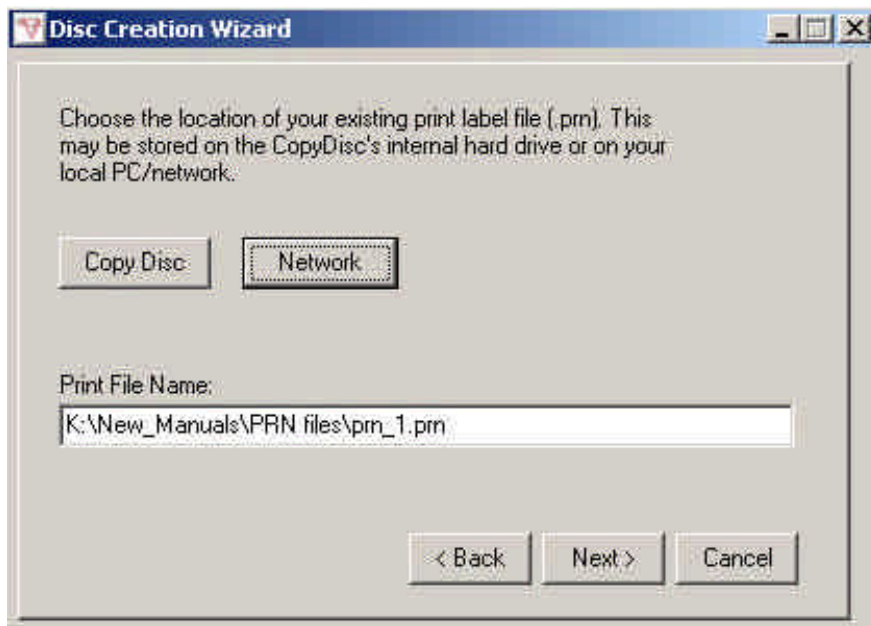 Disc Creation Wizard
Choose the location of your existing print label file (.prn). This
may be stored on the CopyDisc's internal hard drive or on your
local PC/network.
Copy Disc Network
Print File Name:
K:\New_Manuals\PRN files\prn_1.prn
< Back Next > Cancel